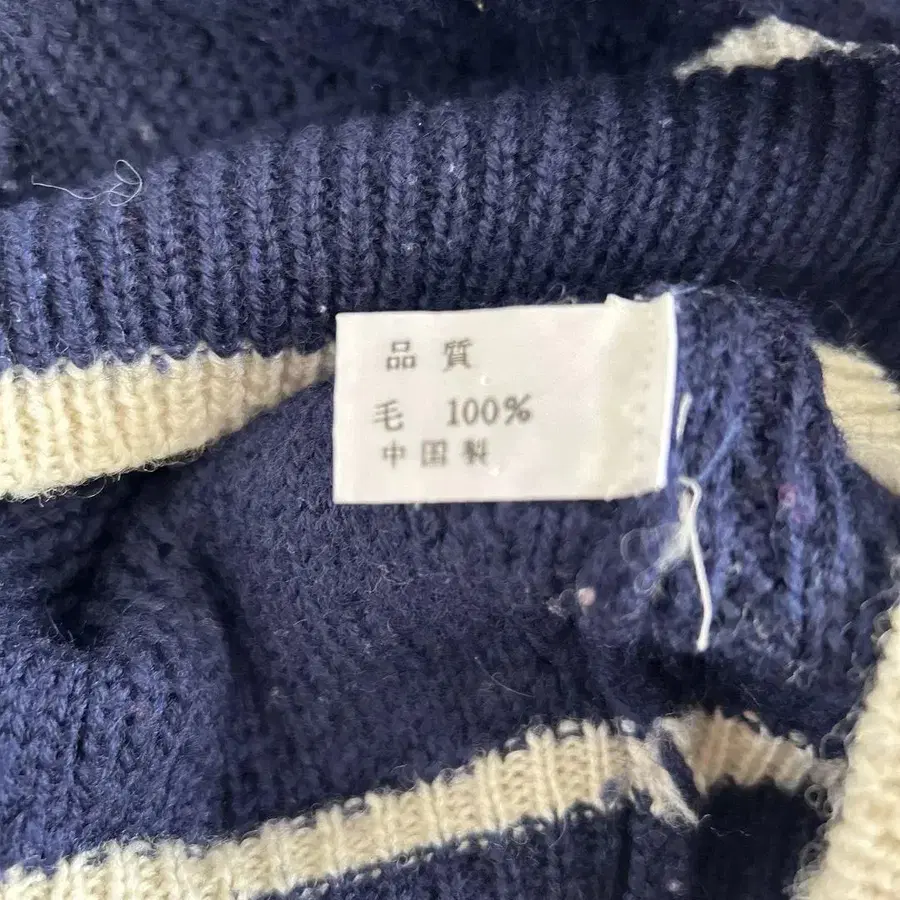 品質
毛 100%
中国製